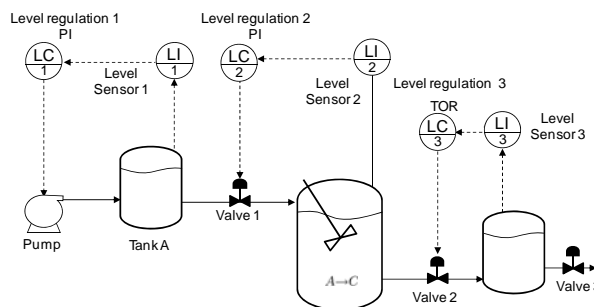 Level regulation 1
PI
LC
1
LI
1
Level
Sensor 1
Level regulation 2
PI
LC
2
LI
2
Level
Sensor 2
Level regulation 3
TOR
LC
3
LI
3
Level
Sensor 3
Pump
Tank A
Valve 1
A→C
Valve 2
Valve